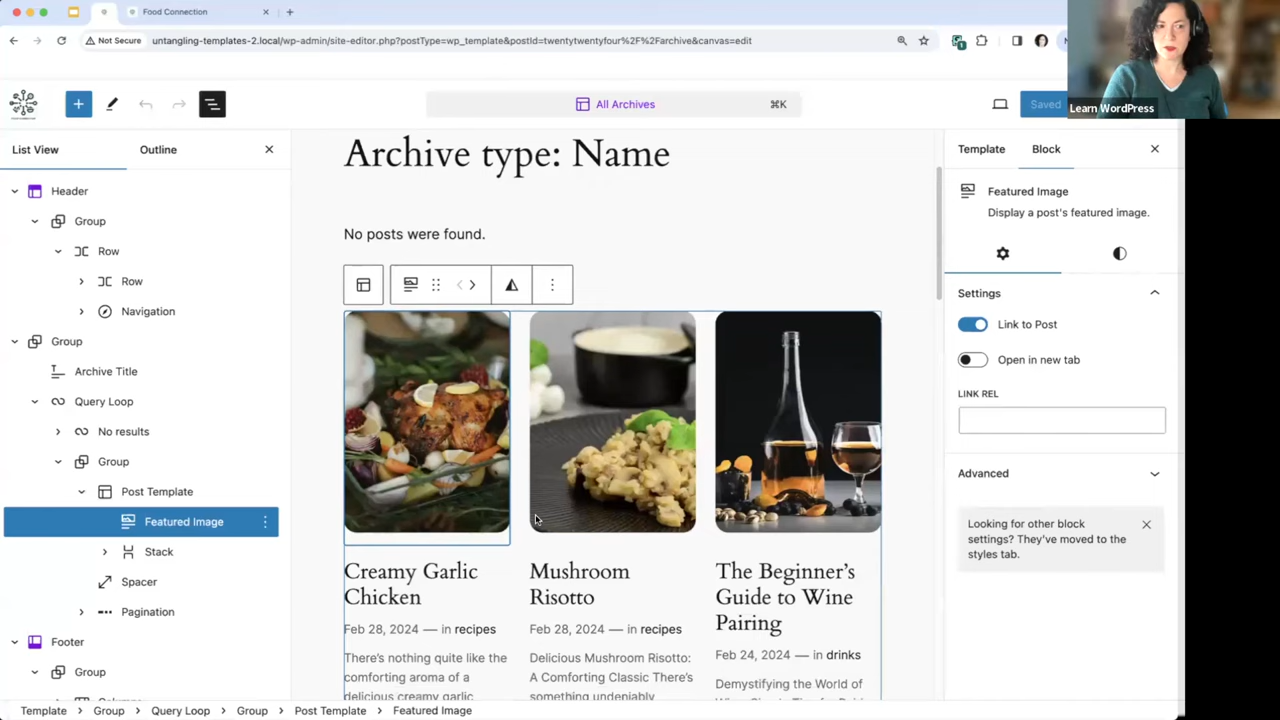 Food Connection
Not Secure
untangling-templates-2.local/wp-admin/site-editor.php?postType=wp_template&postId=twentytwentyfour%2F%2Farchive&canvas=edit
Learn WordPress
All Archives
⌘K
Saved
List View
Outline
Header
Group
Row
Row
Navigation
Group
Archive Title
Query Loop
No results
Group
Post Template
Featured Image
Stack
Spacer
Pagination
Footer
Group
Archive type: Name
No posts were found.
Creamy Garlic
Chicken
Feb 28, 2024 — in recipes
There's nothing quite like the
comforting aroma of a
delicious creamy garlic
Mushroom
Risotto
Feb 28, 2024 — in recipes
Delicious Mushroom Risotto:
A Comforting Classic There's
something undeniably
The Beginner's
Guide to Wine
Pairing
Feb 24, 2024 — in drinks
Demystifying the World of
Template
Block
Featured Image
Display a post's featured image.
Settings
Link to Post
Open in new tab
LINK REL
Advanced
Looking for other block
settings? They've moved to the
styles tab.
Template › Group › Query Loop › Group › Post Template › Featured Image